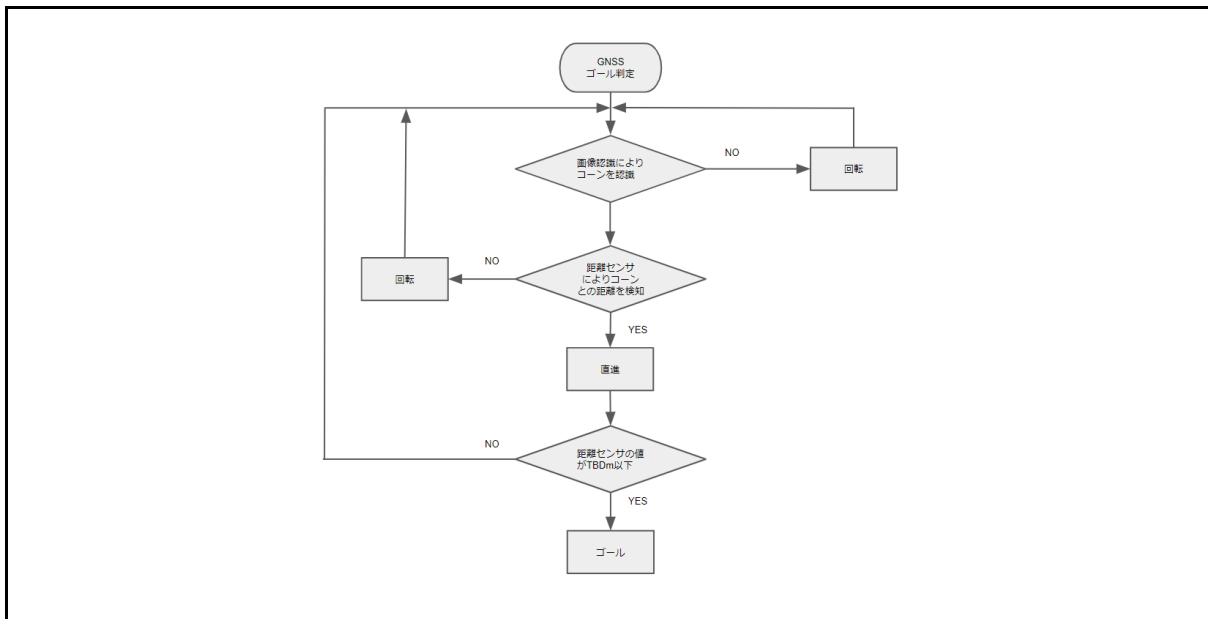 GNSS
ゴール判定
画像認識により
コーンを認識
NO
回転
距離センサ
によりコーン
との距離を検知
NO
回転
YES
直進
距離センサの値
がTBDm以下
NO
YES
ゴール